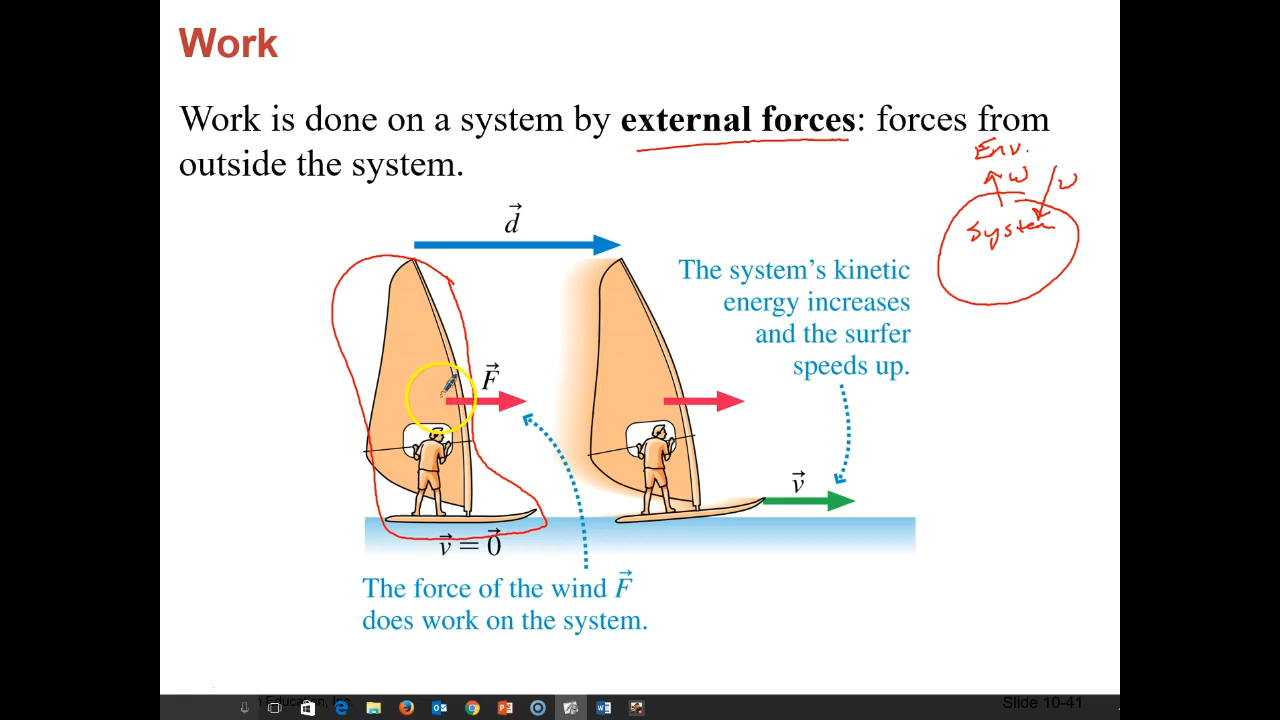 Work
Work is done on a system by external forces: forces from
outside the system.
Env.
W W
System
d
The system's kinetic
energy increases
and the surfer
speeds up.
F
v
v = 0
The force of the wind F
does work on the system.
Education, Inc.
Slide 10-41